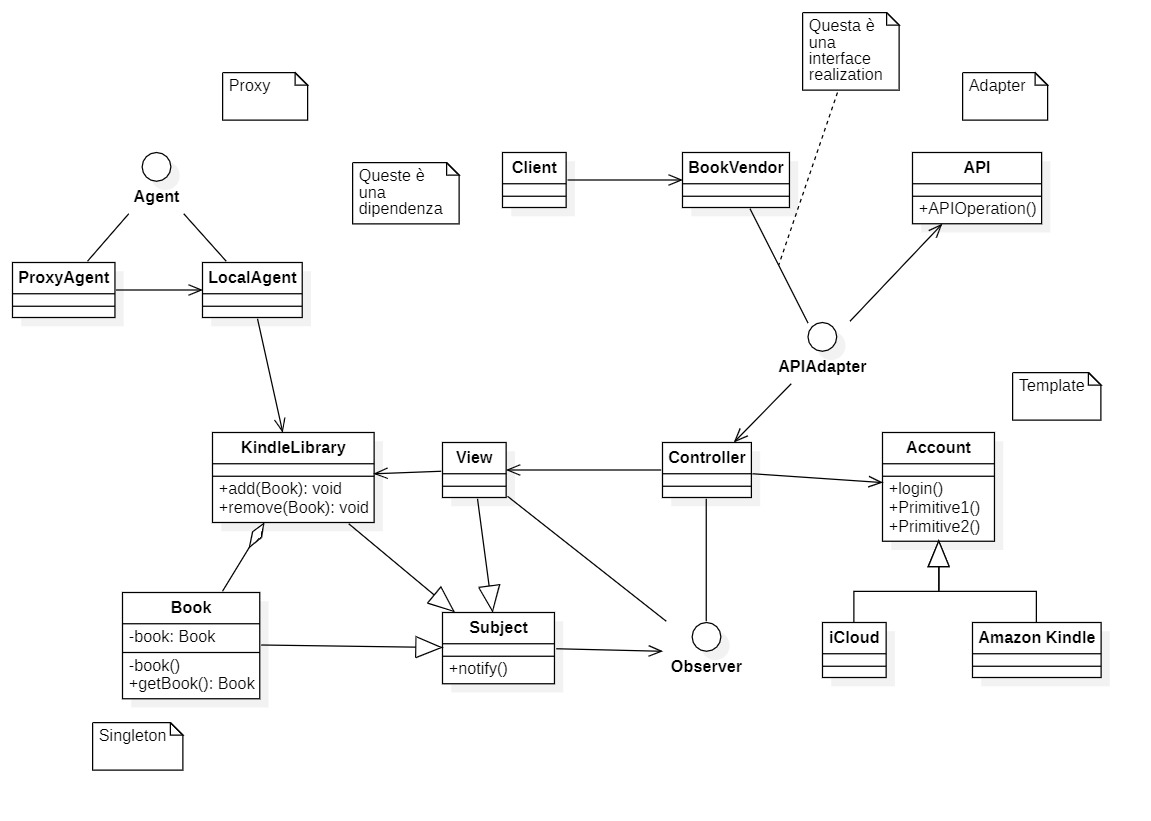 Questa è
una
interface
realization
Proxy
Adapter
Agent
Queste è
una
dipendenza
Client
BookVendor
API
+APIOperation()
ProxyAgent
LocalAgent
APIAdapter
Template
KindleLibrary
+add(Book): void
+remove(Book): void
View
Controller
Account
+login()
+Primitive1()
+Primitive2()
Book
-book: Book
-book()
+getBook(): Book
Subject
+notify()
Observer
iCloud
Amazon Kindle
Singleton